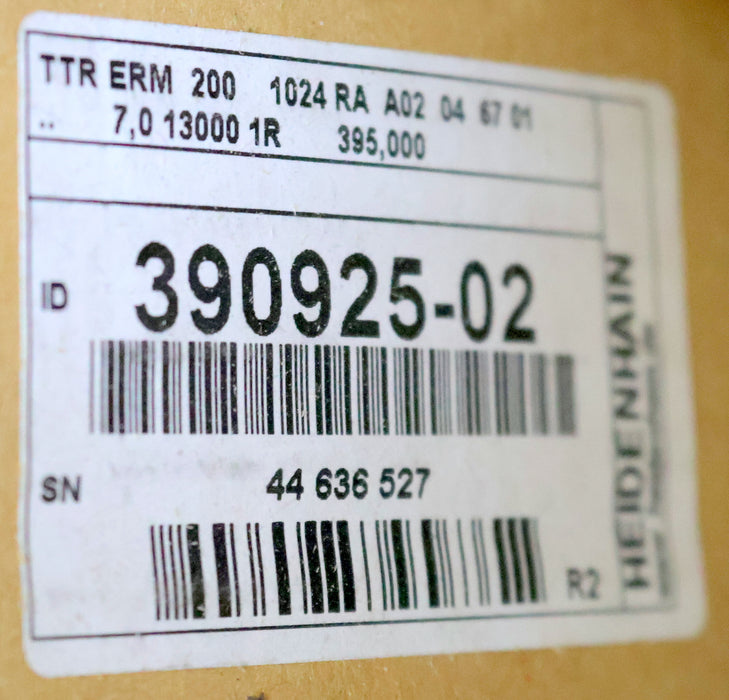 TTR ERM 200 1024 RA A02 04 67 01
.. 7,0 13000 1R 395,000
ID 390925-02
SN 44 636 527
R2
HEIDENHAIN